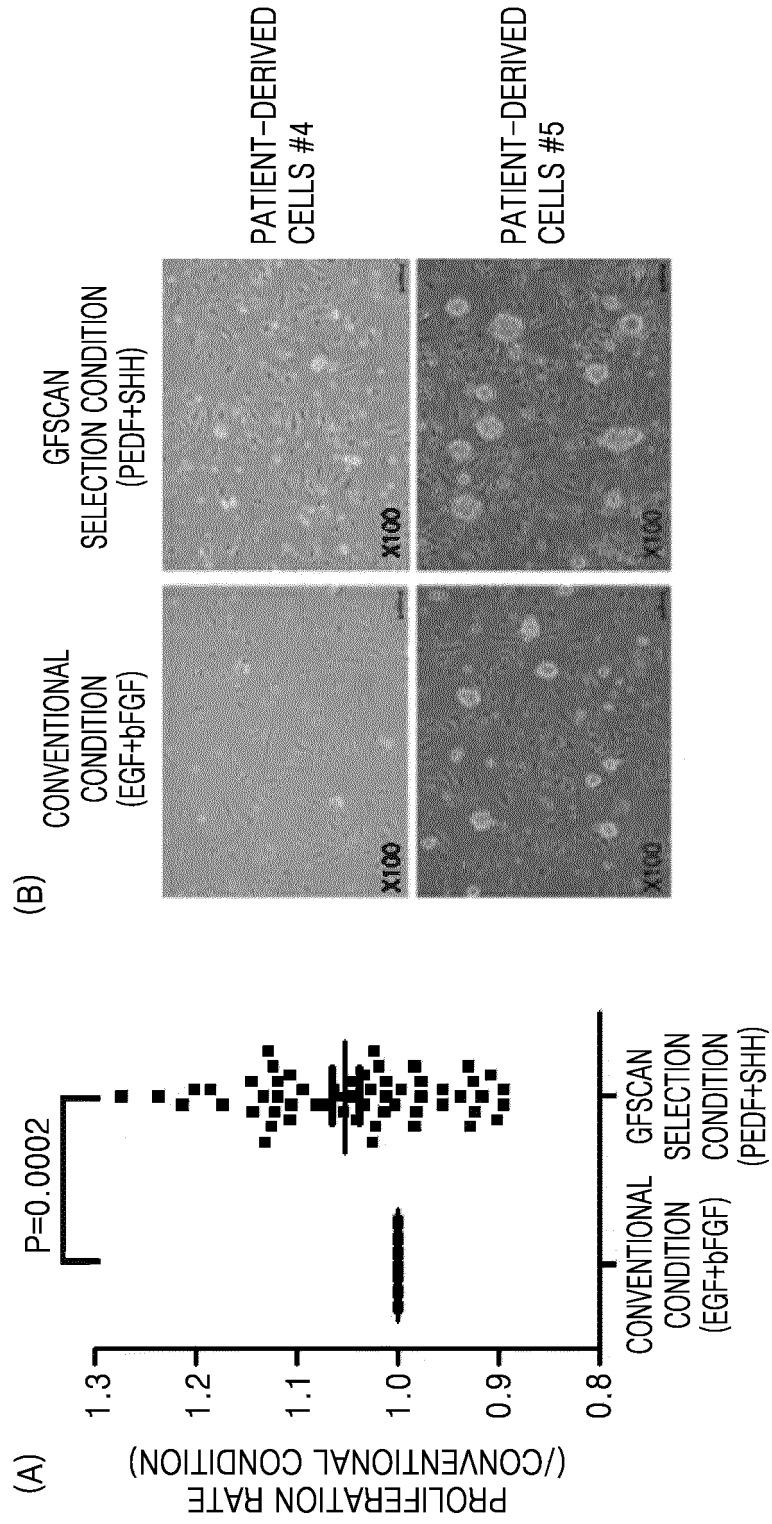 (A)
PROLIFERATION RATE
(/CONVENTIONAL CONDITION)
1.3
1.2
1.1
1.0
0.9
0.8
P=0.0002
CONVENTIONAL
CONDITION
(EGF+bFGF)
GFSCAN
SELECTION
CONDITION
(PEDF+SHH)
(B)
CONVENTIONAL
CONDITION
(EGF+bFGF)
GFSCAN
SELECTION CONDITION
(PEDF+SHH)
X100
X100
PATIENT-DERIVED
CELLS #4
X100
X100
PATIENT-DERIVED
CELLS #5